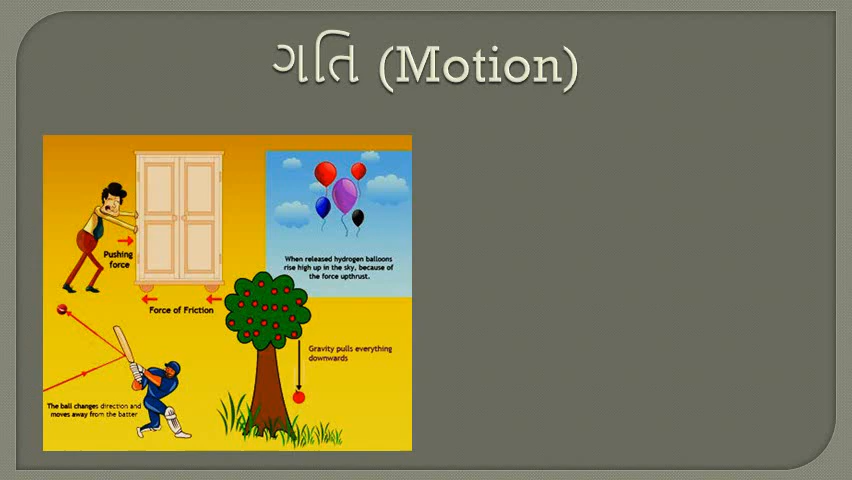 ગતિ (Motion)
Pushing
force
Force of Friction
When released hydrogen balloons
rise high up in the sky, because of
the force upthrust.
Gravity pulls everything
downwards
The ball changes direction and
moves away from the batter